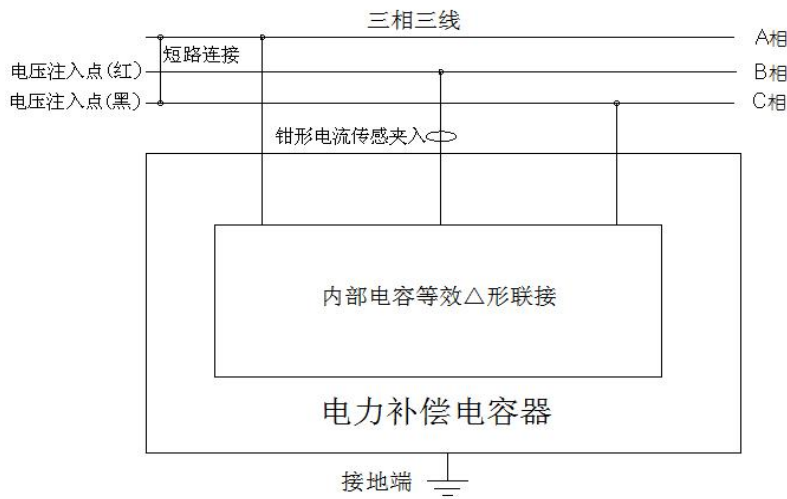 三相三线
A相
短路连接
电压注入点(红)
B相
电压注入点(黑)
C相
钳形电流传感夹入
内部电容等效△形联接
电力补偿电容器
接地端